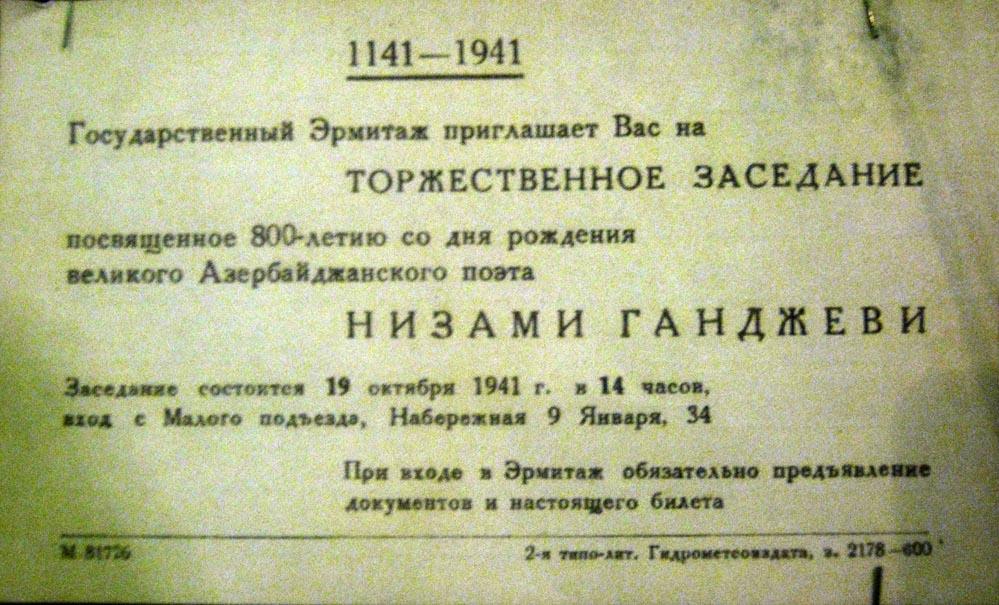 1141—1941
Государственный Эрмитаж приглашает Вас на
ТОРЖЕСТВЕННОЕ ЗАСЕДАНИЕ
посвященное 800-летию со дня рождения
великого Азербайджанского поэта
НИЗАМИ ГАНДЖЕВИ
Заседание состоится 19 октября 1941 г. в 14 часов,
вход с Малого подъезда, Набережная 9 Января, 34
При входе в Эрмитаж обязательно предъявление
документов и настоящего билета
М 81726
2-я типо-лит. Гидрометеоиздата, з. 2178—600